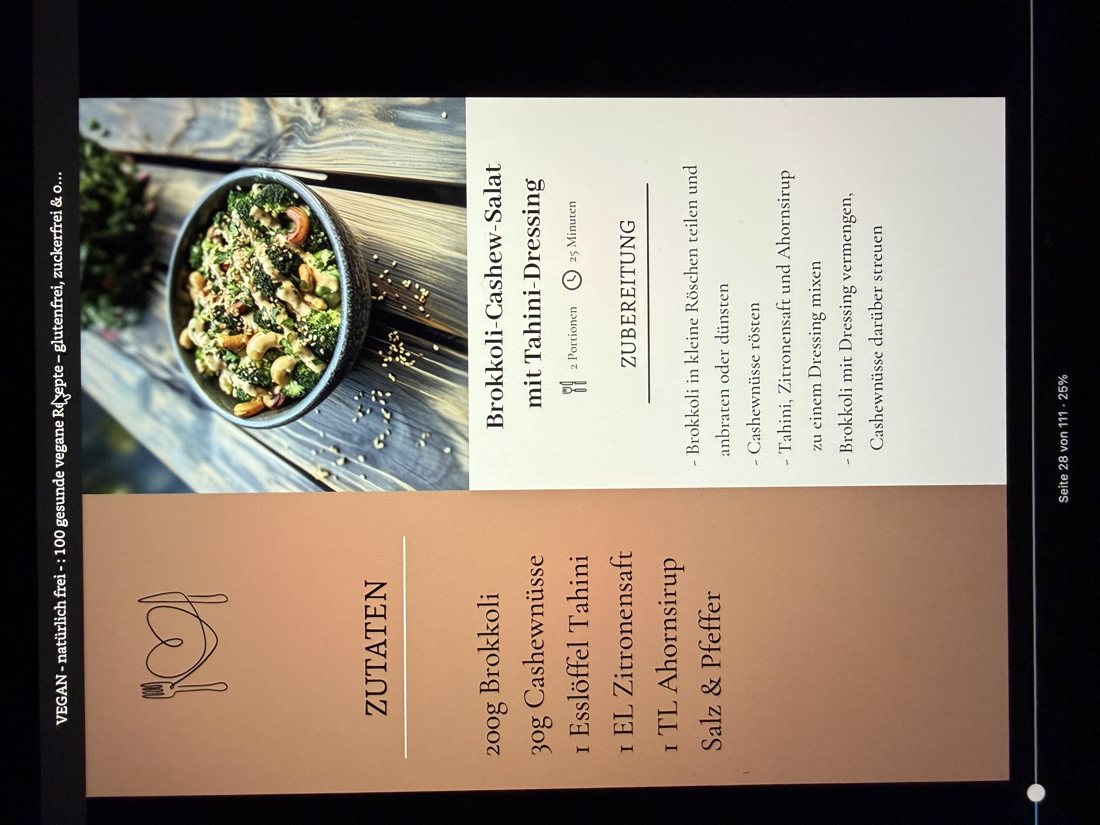 VEGAN - natürlich frei - : 100 gesunde vegane Rezepte – glutenfrei, zuckerfrei & o...
ZUTATEN
200g Brokkoli
30g Cashewnüsse
1 Esslöffel Tahini
1 EL Zitronensaft
1 TL Ahornsirup
Salz & Pfeffer
Brokkoli-Cashew-Salat
mit Tahini-Dressing
2 Portionen 25 Minuten
ZUBEREITUNG
- Brokkoli in kleine Röschen teilen und
anbraten oder dünsten
- Cashewnüsse rösten
- Tahini, Zitronensaft und Ahornsirup
zu einem Dressing mixen
- Brokkoli mit Dressing vermengen,
Cashewnüsse darüber streuen
Seite 28 von 111 · 25%